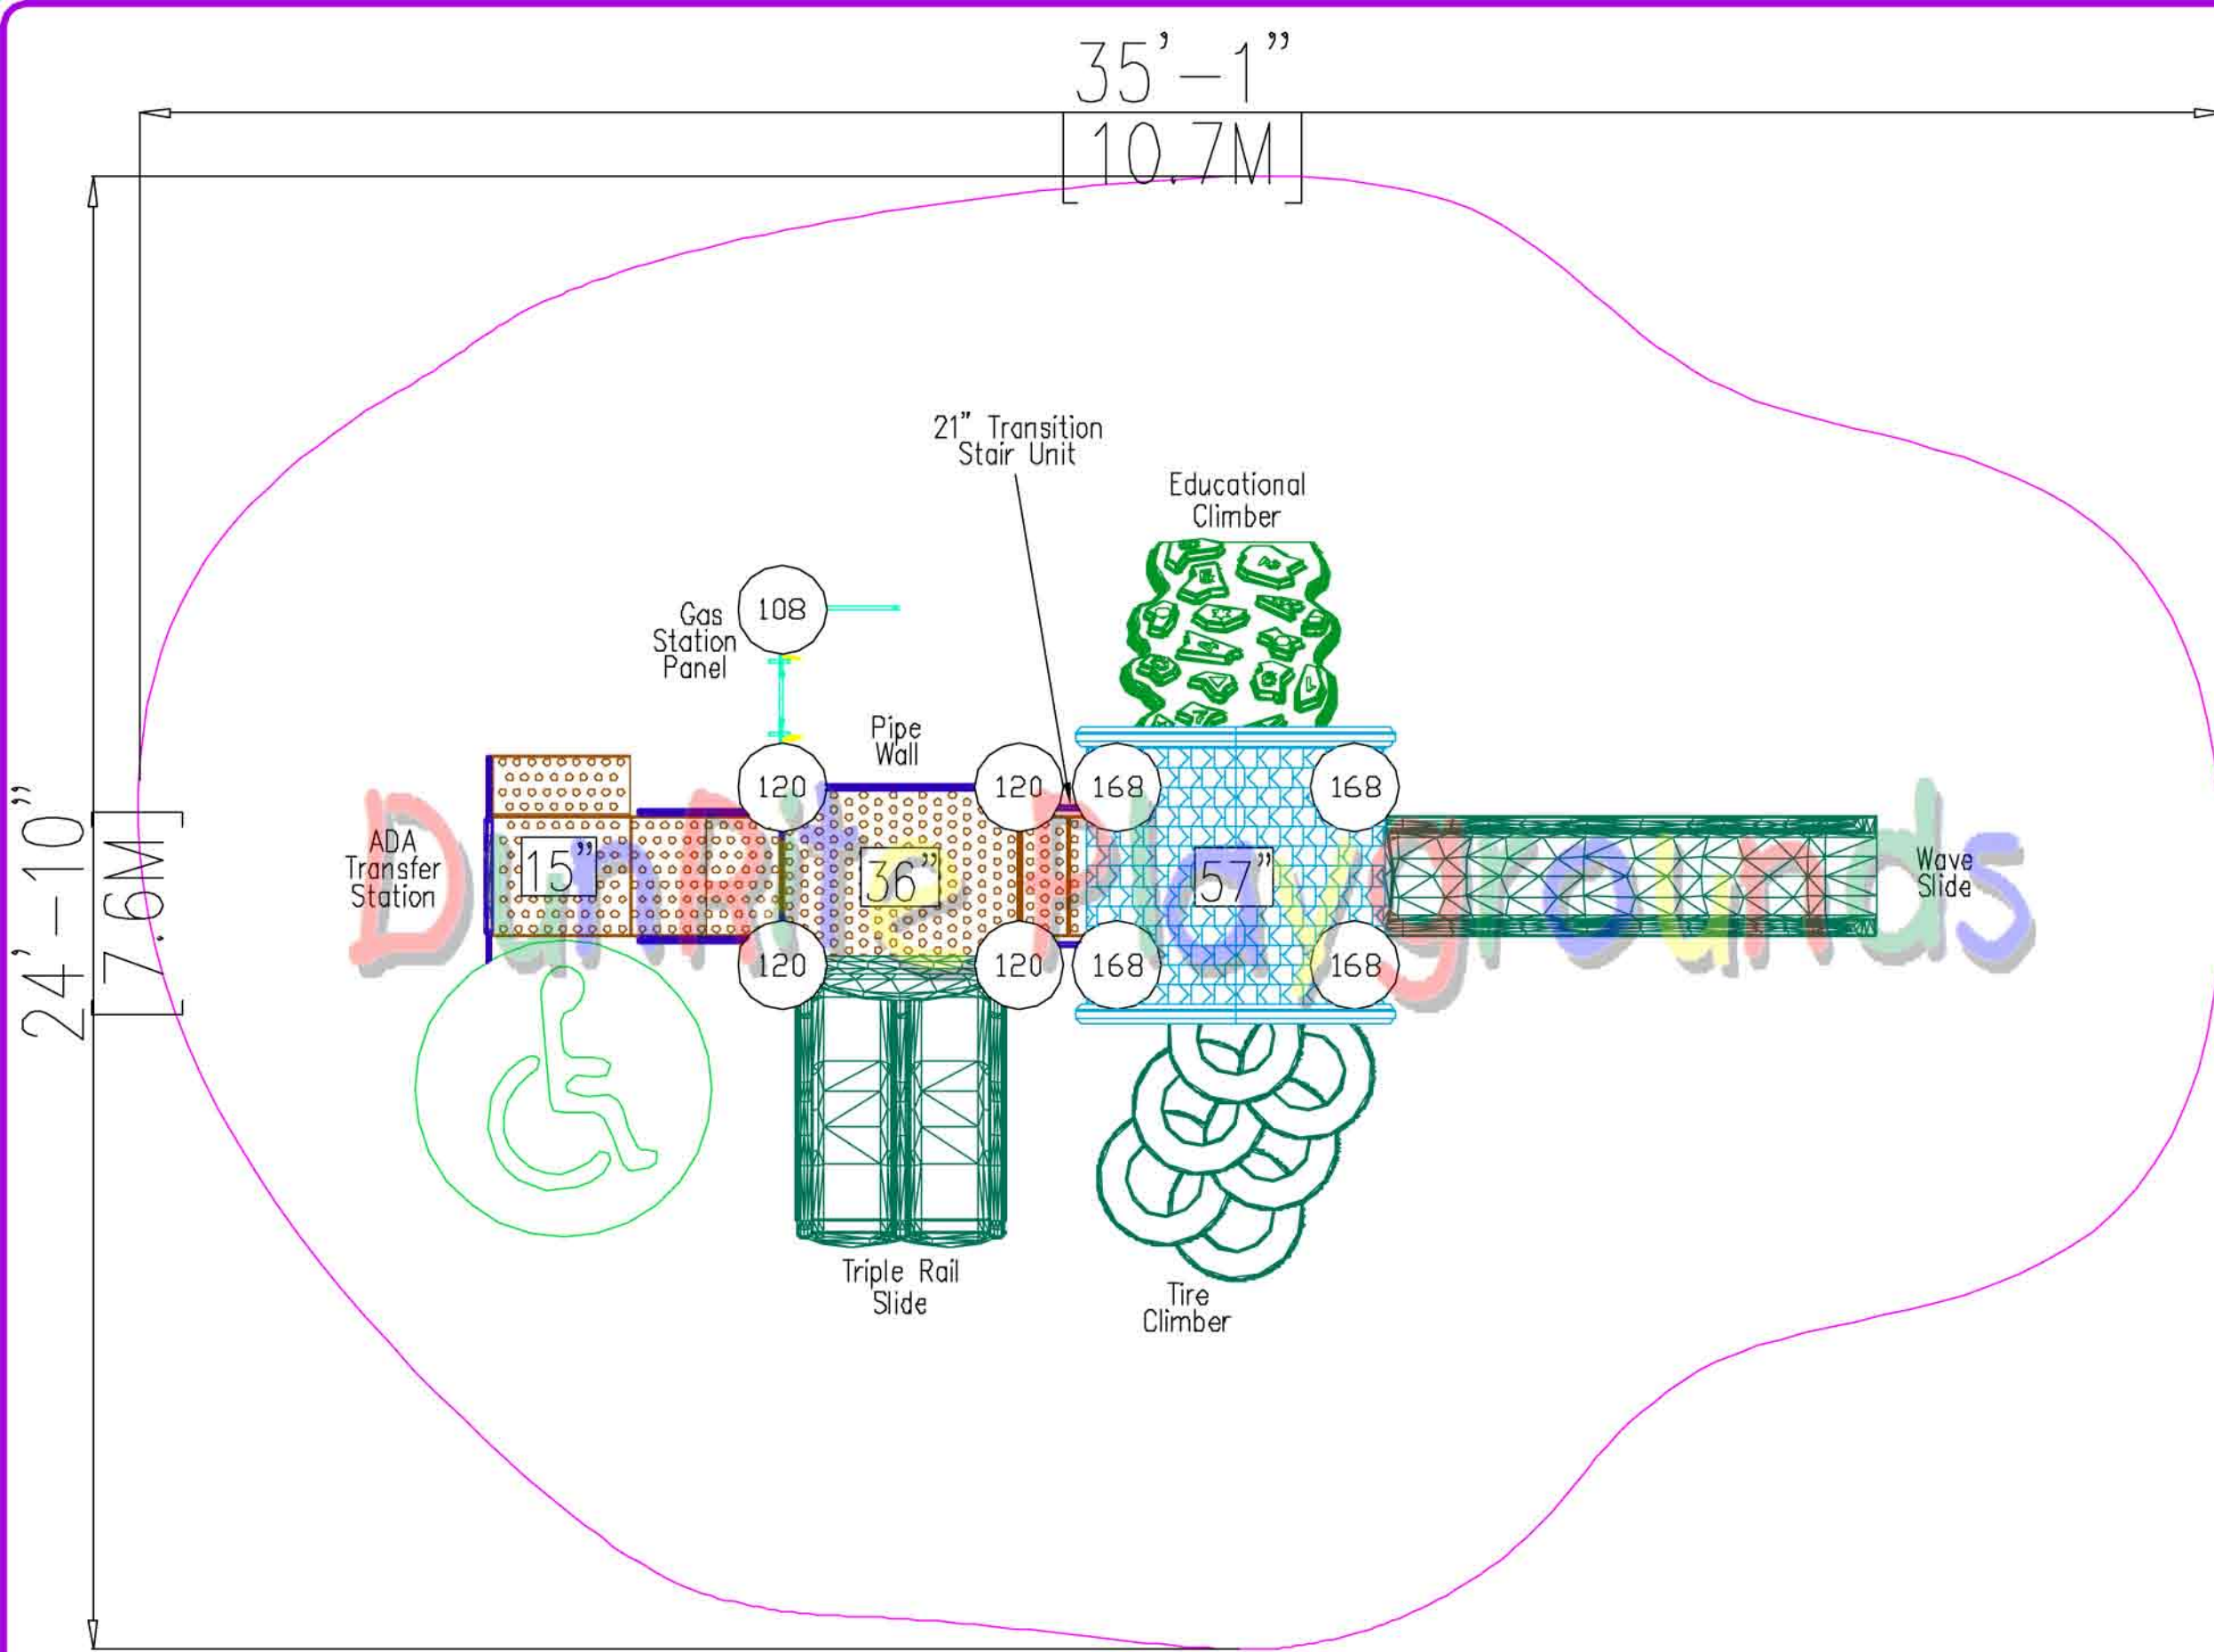 35'-1"
[10.7M]
24'-10"
[7.6M]
21" Transition
Stair Unit
Educational
Climber
Gas
Station
Panel
108
Pipe
Wall
120
120
168
168
ADA
Transfer
Station
15"
36"
57"
Wave
Slide
DunRite Playgrounds
120
120
168
168
Triple Rail
Slide
Tire
Climber